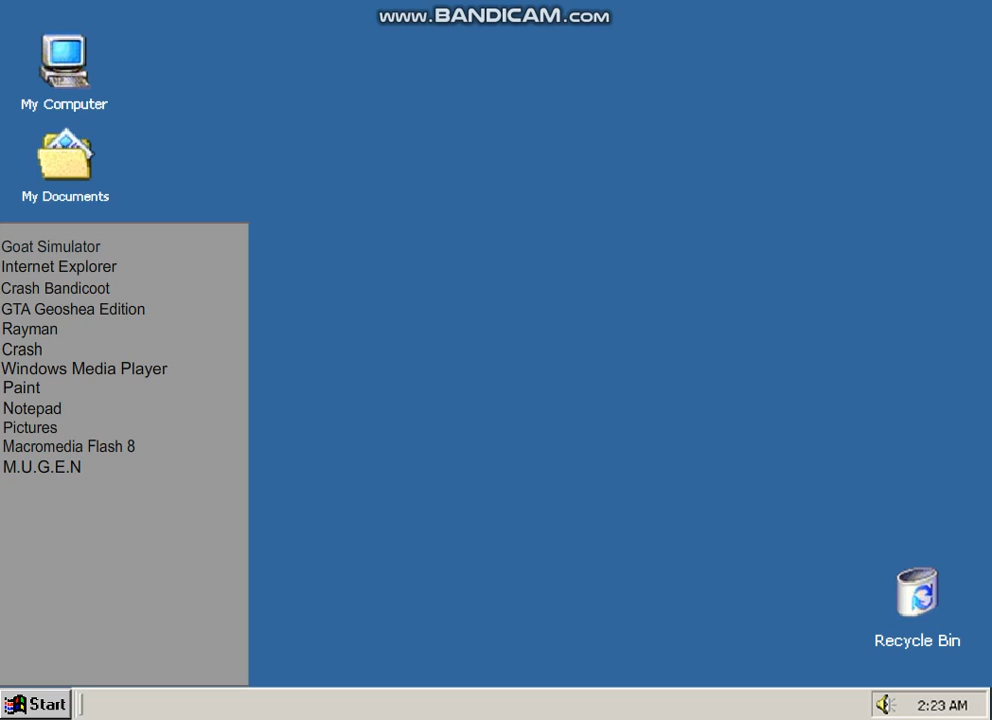 www.BANDICAM.com
My Computer
My Documents
Goat Simulator
Internet Explorer
Crash Bandicoot
GTA Geoshea Edition
Rayman
Crash
Windows Media Player
Paint
Notepad
Pictures
Macromedia Flash 8
M.U.G.E.N
Recycle Bin
Start
2:23 AM